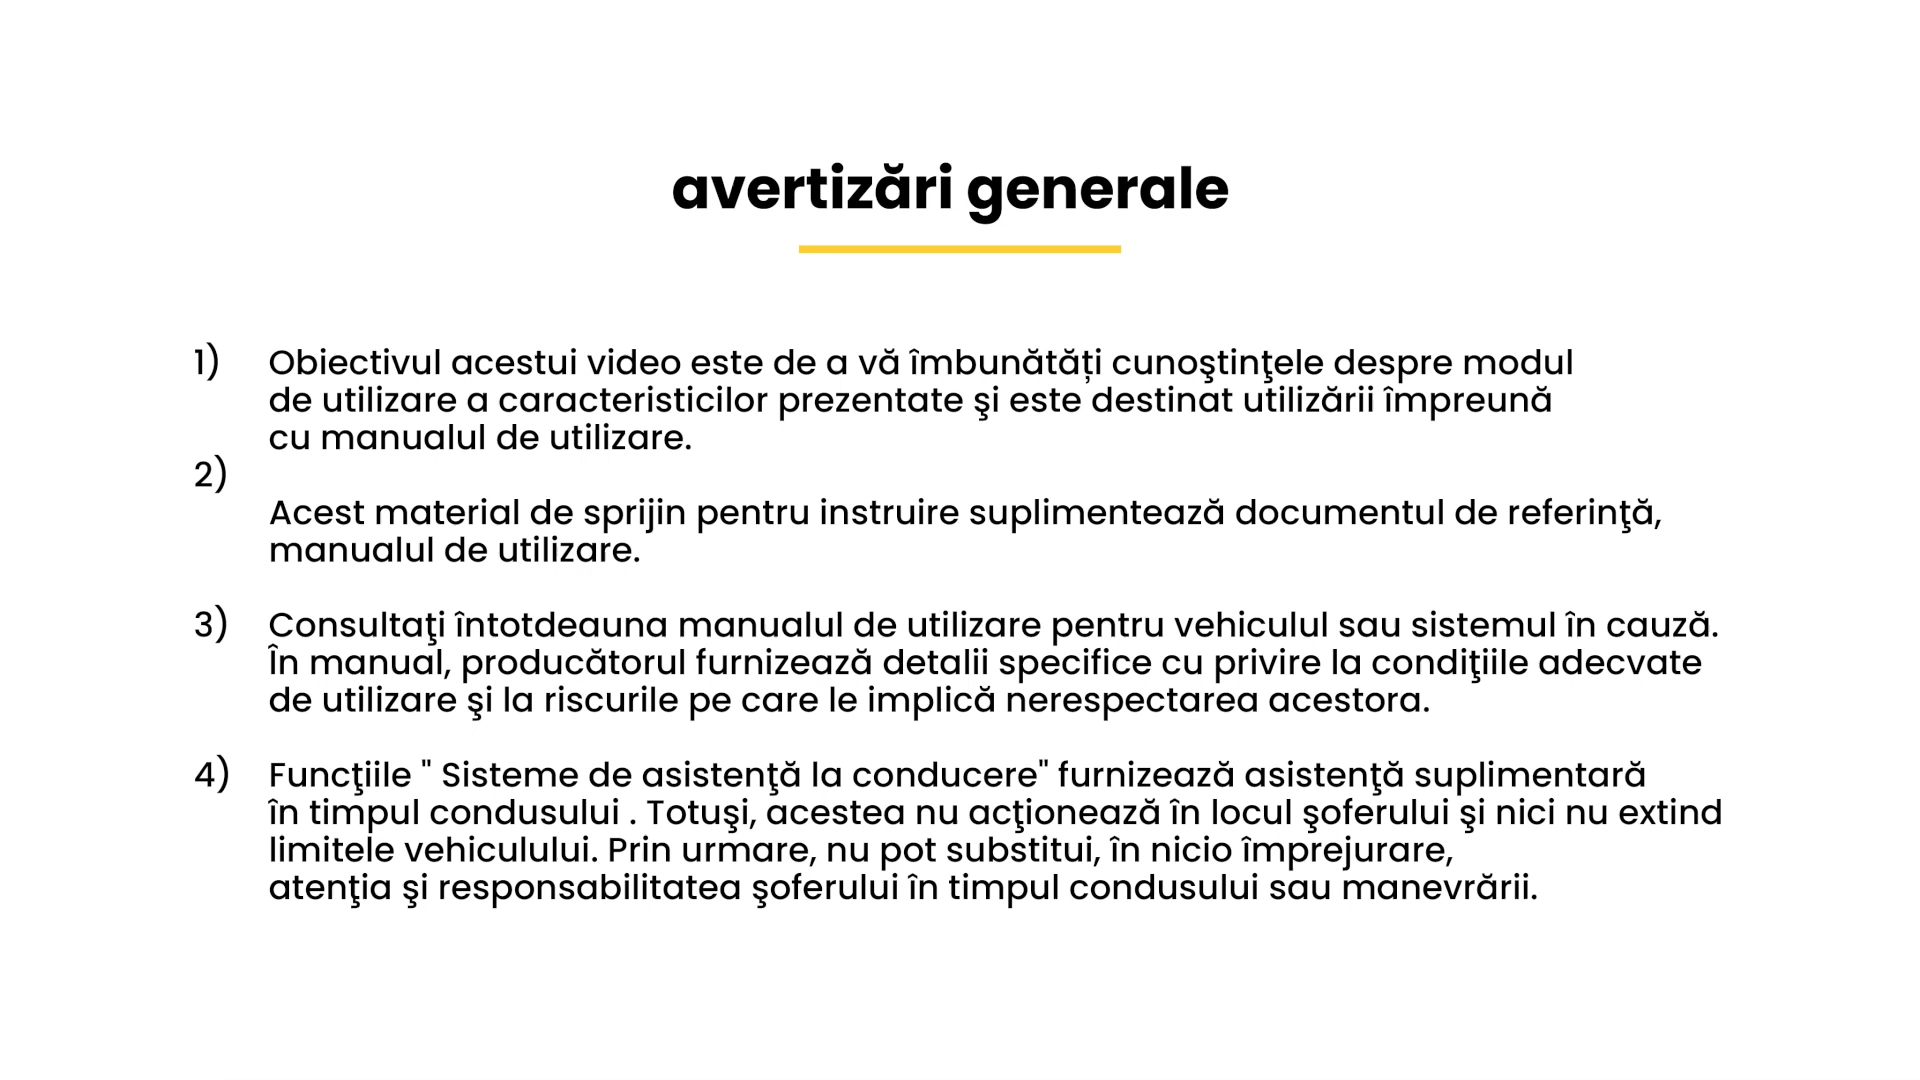 avertizări generale
1) Obiectivul acestui video este de a vă îmbunătăți cunoştinţele despre modul
de utilizare a caracteristicilor prezentate şi este destinat utilizării împreună
cu manualul de utilizare.
2)
Acest material de sprijin pentru instruire suplimentează documentul de referinţă,
manualul de utilizare.
3) Consultaţi întotdeauna manualul de utilizare pentru vehiculul sau sistemul în cauză.
În manual, producătorul furnizează detalii specifice cu privire la condiţiile adecvate
de utilizare şi la riscurile pe care le implică nerespectarea acestora.
4) Funcţiile " Sisteme de asistenţă la conducere" furnizează asistenţă suplimentară
în timpul condusului . Totuşi, acestea nu acţionează în locul şoferului şi nici nu extind
limitele vehiculului. Prin urmare, nu pot substitui, în nicio împrejurare,
atenţia şi responsabilitatea şoferului în timpul condusului sau manevrării.